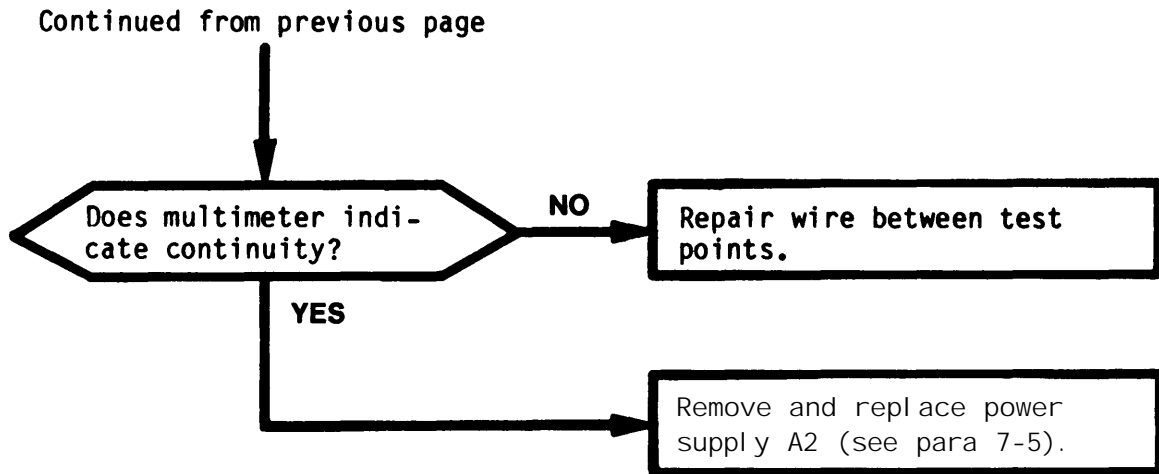 Continued from previous page
Does multimeter indi-
cate continuity?
NO
Repair wire between test
points.
YES
Remove and replace power
supply A2 (see para 7-5).